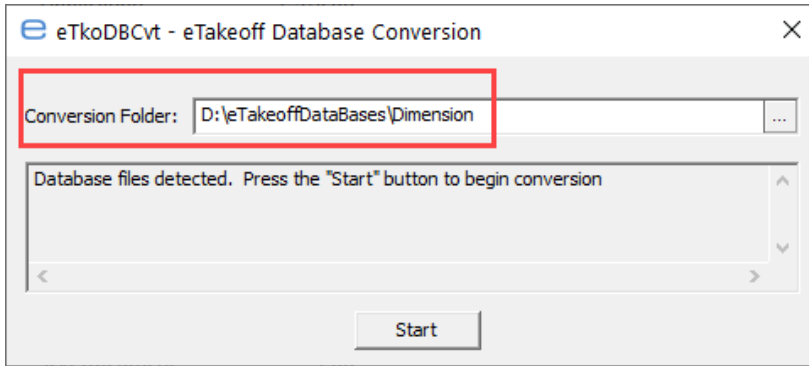 eTkoDBCvt - eTakeoff Database Conversion
Conversion Folder: D:\eTakeoffDataBases\Dimension ...
Database files detected.  Press the "Start" button to begin conversion
Start